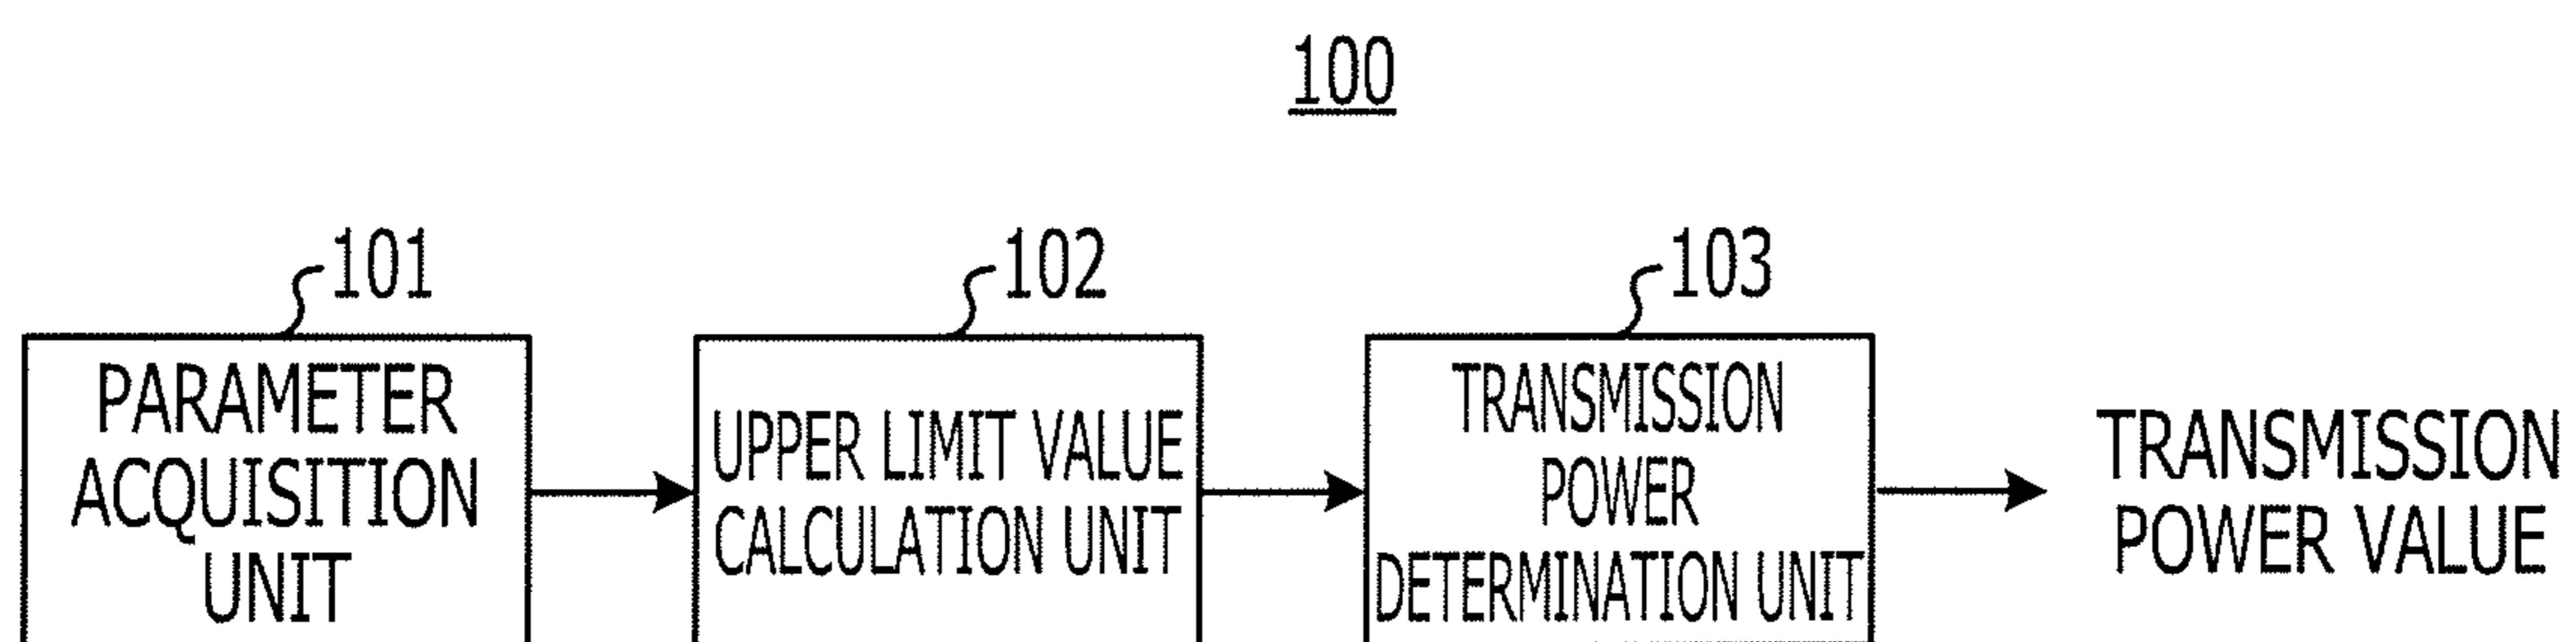 100
101
102
103
PARAMETER
ACQUISITION
UNIT
UPPER LIMIT VALUE
CALCULATION UNIT
TRANSMISSION
POWER
DETERMINATION UNIT
TRANSMISSION
POWER VALUE